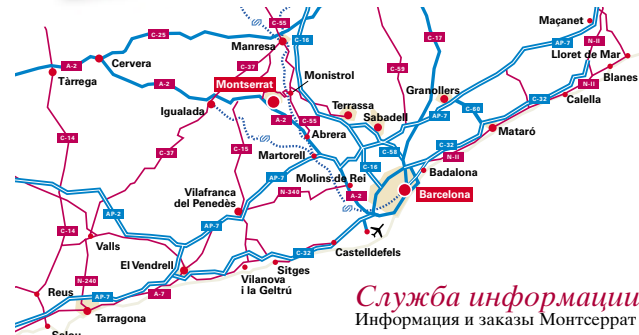 Maçanet
C-55
C-25
C-16
C-17
AP-7
N-II
Manresa
Lloret de Mar
Cervera
A-2
C-37
C-59
Blanes
Tàrrega
Monistrol
N-II
A-2
Montserrat
Granollers
C-32
Calella
Igualada
Terrassa
C-60
A-2
C-55
Sabadell
AP-7
Abrera
Mataró
C-14
C-37
C-15
Martorell
C-58
C-32
N-II
C-16
Badalona
AP-7
Molins de Rei
N-340
A-2
Barcelona
Vilafranca
del Penedès
AP-2
AP-7
C-14
Valls
C-32
Castelldefels
El Vendrell
Sitges
N-240
Vilanova
i la Geltrú
Reus
AP-7
A-7
Tarragona
Salou
Служба информации
Информация и заказы Монтсеррат